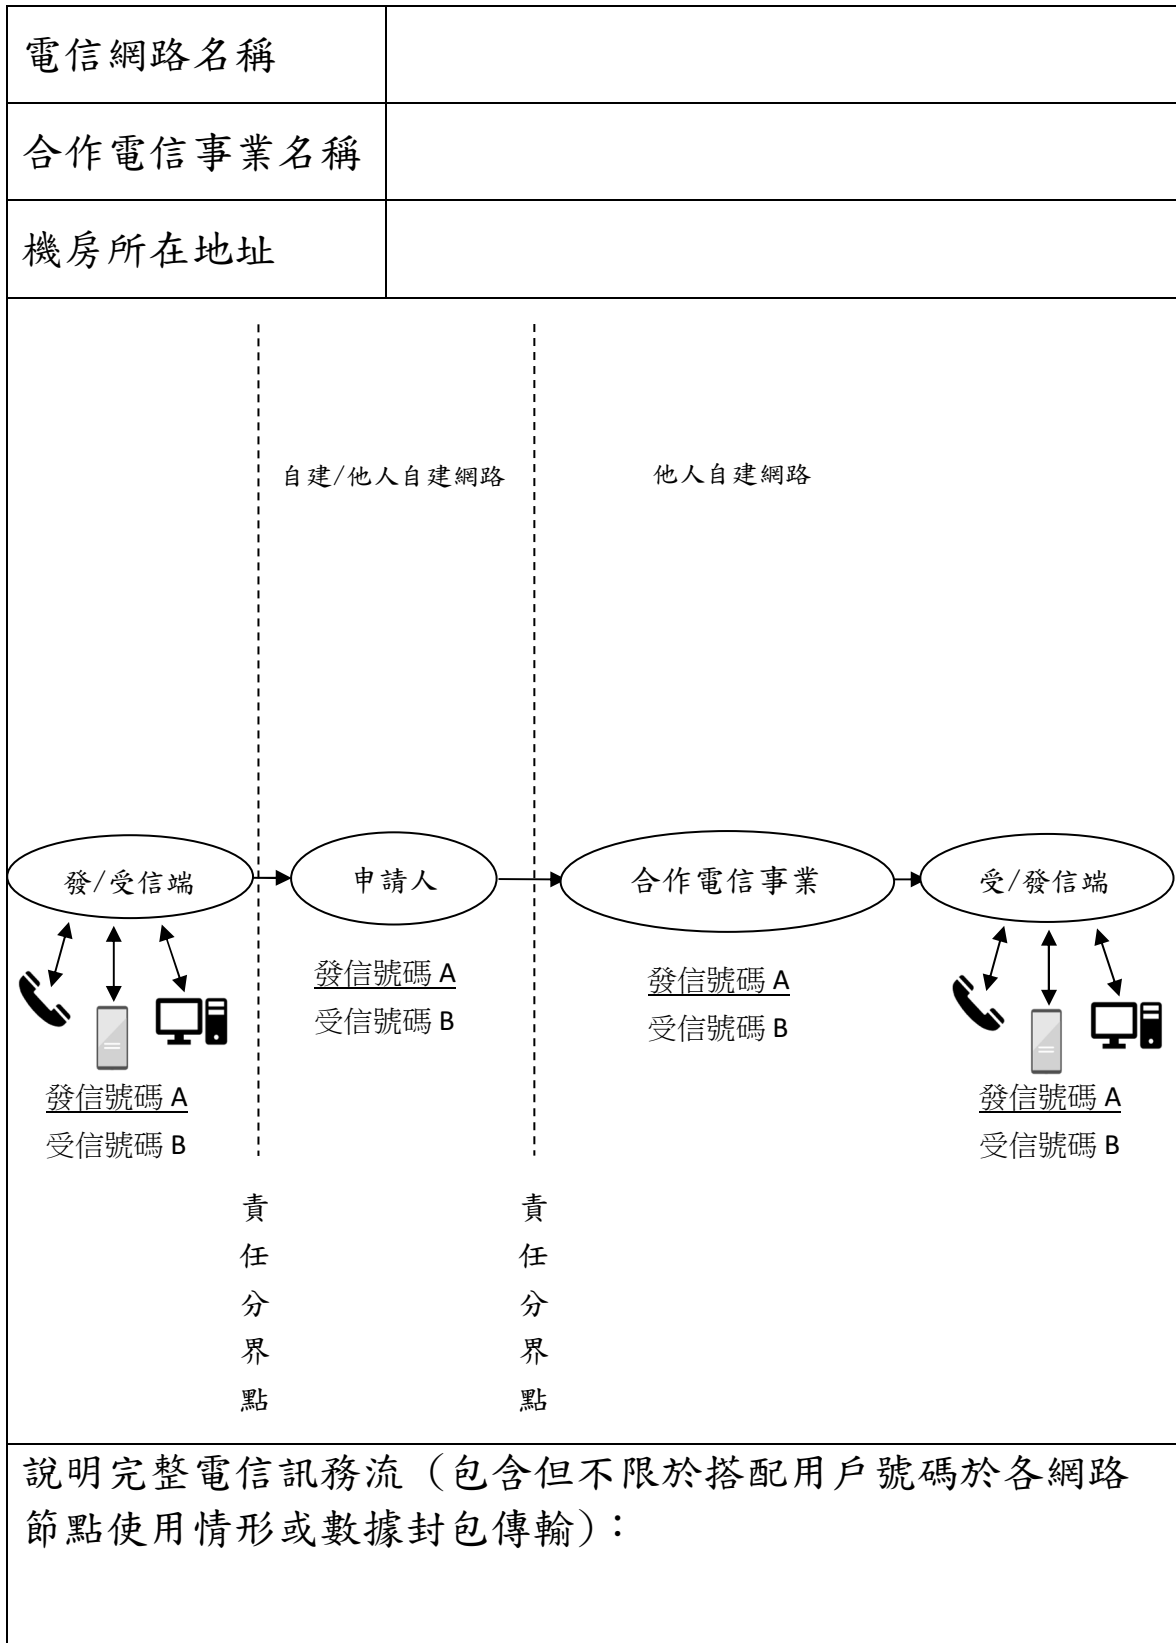 電信網路名稱
合作電信事業名稱
機房所在地址
自建/他人自建網路
他人自建網路
發/受信端
申請人
合作電信事業
受/發信端
發信號碼 A
受信號碼 B
發信號碼 A
受信號碼 B
發信號碼 A
受信號碼 B
發信號碼 A
受信號碼 B
責任分界點
責任分界點
說明完整電信訊務流（包含但不限於搭配用戶號碼於各網路
節點使用情形或數據封包傳輸）：